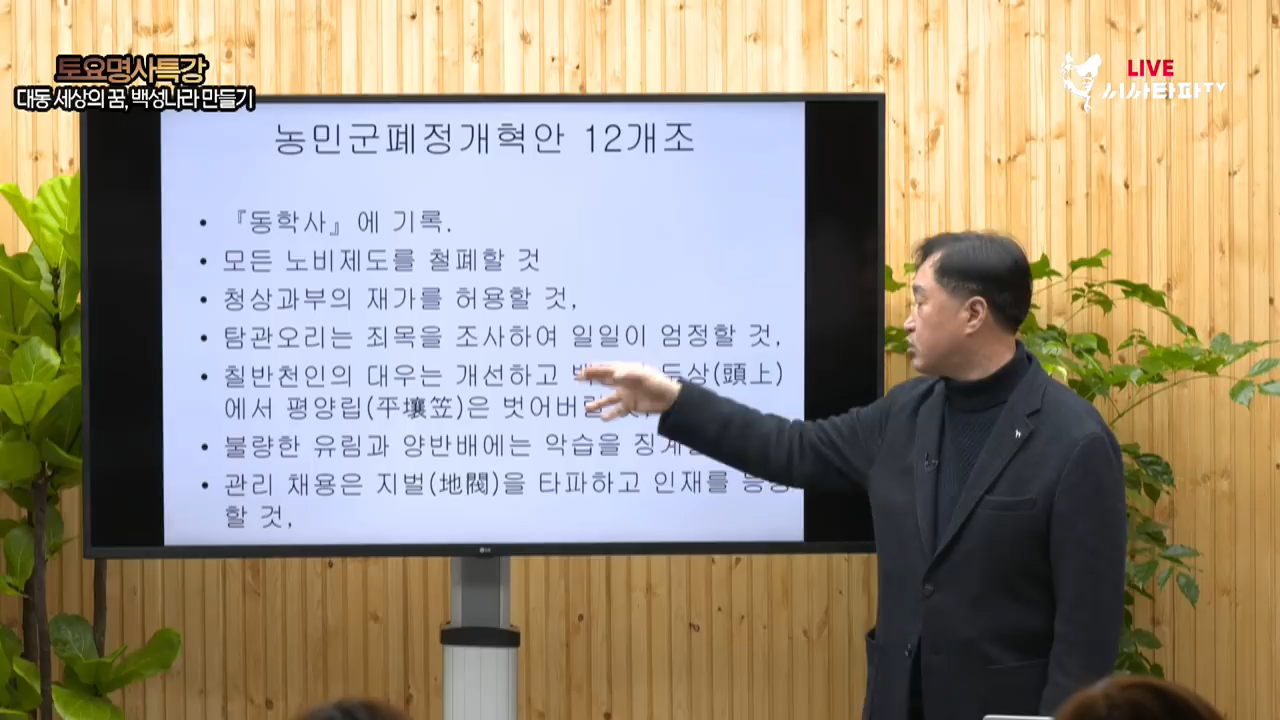 토요명사특강
대동 세상의 꿈, 백성나라 만들기
LIVE
시사타파TV
농민군폐정개혁안 12개조
• 『동학사』에 기록.
• 모든 노비제도를 철폐할 것
• 청상과부의 재가를 허용할 것,
• 탐관오리는 죄목을 조사하여 일일이 엄정할 것,
• 칠반천인의 대우는 개선하고 두상(頭上)
에서 평양립(平壤笠)은 벗어버릴
• 불량한 유림과 양반배에는 악습을
• 관리 채용은 지벌(地閥)을 타파하고 인재를 등용
할 것,
LG